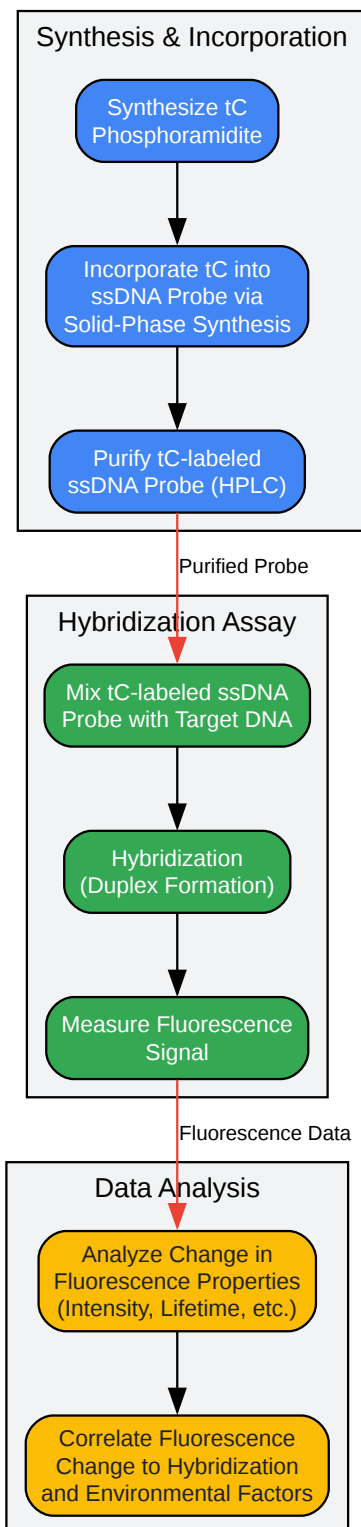 Synthesis & Incorporation
Synthesize tC
Phosphoramidite
Incorporate tC into
ssDNA Probe via
Solid-Phase Synthesis
Purify tC-labeled
ssDNA Probe (HPLC)
Purified Probe
Hybridization Assay
Mix tC-labeled ssDNA
Probe with Target DNA
Hybridization
(Duplex Formation)
Measure Fluorescence
Signal
Fluorescence Data
Data Analysis
Analyze Change in
Fluorescence Properties
(Intensity, Lifetime, etc.)
Correlate Fluorescence
Change to Hybridization
and Environmental Factors